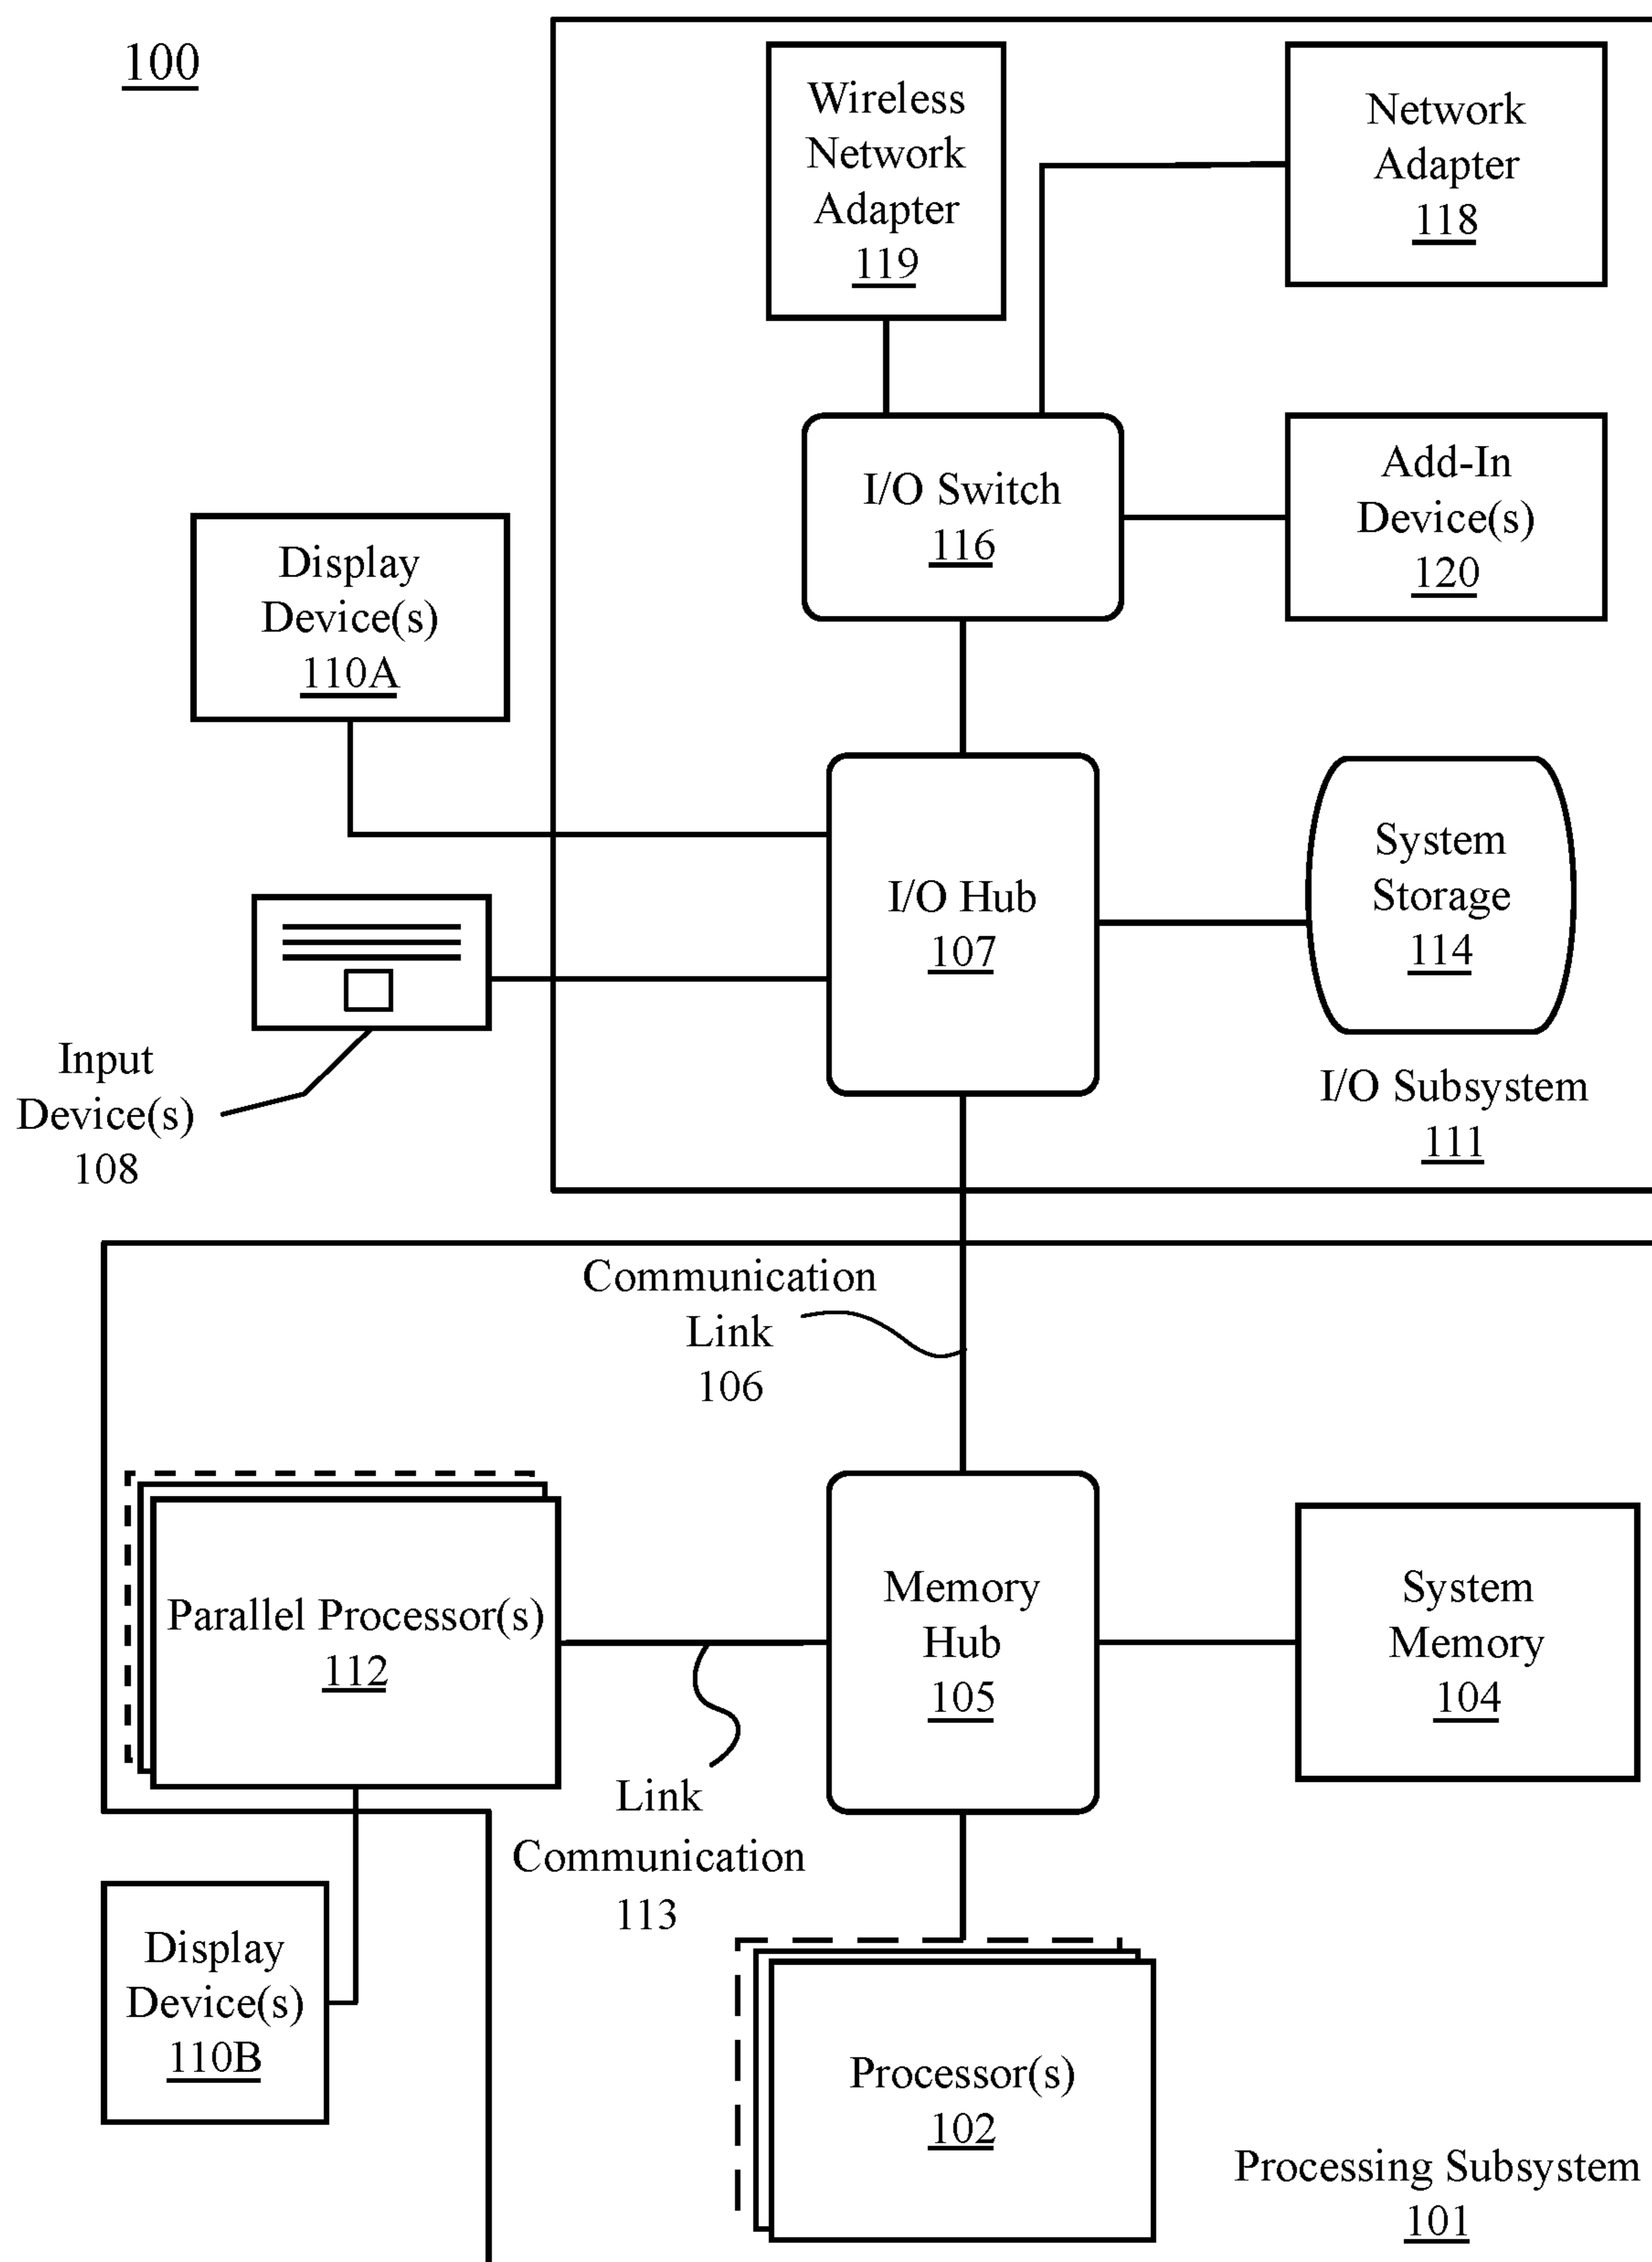 100
Wireless
Network
Adapter
119
Network
Adapter
118
I/O Switch
116
Add-In
Device(s)
120
Display
Device(s)
110A
I/O Hub
107
System
Storage
114
Input
Device(s)
108
I/O Subsystem
111
Communication
Link
106
Parallel Processor(s)
112
Memory
Hub
105
System
Memory
104
Link
Communication
113
Display
Device(s)
110B
Processor(s)
102
Processing Subsystem
101